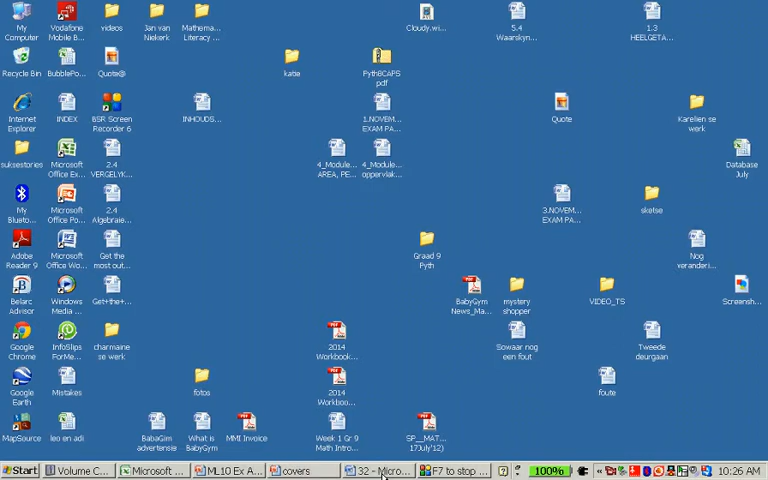 My Computer
Vodafone Mobile B...
videos
Jan van Niekerk
Mathema... Literacy ...
Cloudy.wi...
5.4 Waarskyn...
1.3 HEELGETA...
Recycle Bin
BubblePo...
Quote@
katie
Pyth8CAPS pdf
Internet Explorer
INDEX
BSR Screen Recorder 6
INHOUDS...
1.NOVEM... EXAM PA...
Quote
Karelien se werk
suksestories
Microsoft Office Ex...
2.4 VERGELYK...
4_Module... AREA, PE...
4_Module... oppervlak...
Database July
My Blueto...
Microsoft Office Po...
2.4 Algebraie...
3.NOVEM... EXAM PA...
sketse
Adobe Reader 9
Microsoft Office Wo...
Get the most out...
Graad 9 Pyth
Nog veranderi...
Belarc Advisor
Windows Media ...
Get+the+...
BabyGym News_Ma...
mystery shopper
VIDEO_TS
Screensh...
Google Chrome
InfoSlips ForMe...
charmaine se werk
2014 Workbook...
Sowaar nog een fout
Tweede deurgaan
Google Earth
Mistakes
fotos
2014 Workboo...
foute
MapSource
leo en adi
BabaGim advertensie
What is BabyGym
MMI Invoice
Week 1 Gr 9 Math Intro...
SP__MAT... 17July'12)
Start
Volume C...
Microsoft ...
ML10 Ex A...
covers
32 - Micro...
F7 to stop ...
100%
10:26 AM